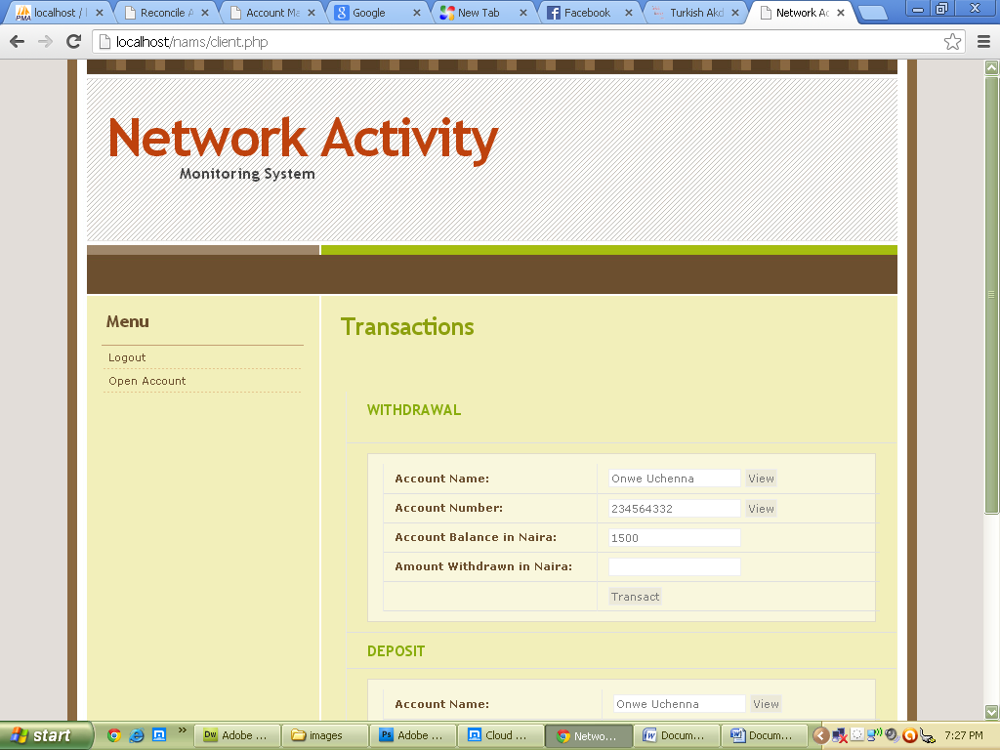 localhost / l
Reconcile A
Account Ma
Google
New Tab
Facebook
Turkish Akd
Network Ac
localhost/nams/client.php
Network Activity
Monitoring System
Menu
Logout
Open Account
Transactions
WITHDRAWAL
Account Name: Onwe Uchenna View
Account Number: 234564332 View
Account Balance in Naira: 1500
Amount Withdrawn in Naira:
Transact
DEPOSIT
Account Name: Onwe Uchenna View
start
Adobe ...
images
Adobe ...
Cloud ...
Netwo...
Docum...
Docum...
7:27 PM